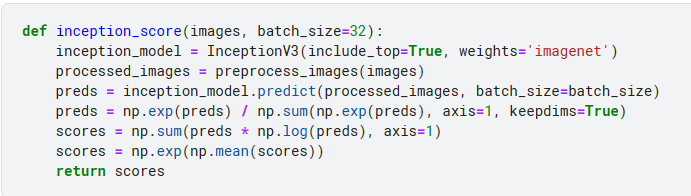 def inception_score(images, batch_size=32):
    inception_model = InceptionV3(include_top=True, weights='imagenet')
    processed_images = preprocess_images(images)
    preds = inception_model.predict(processed_images, batch_size=batch_size)
    preds = np.exp(preds) / np.sum(np.exp(preds), axis=1, keepdims=True)
    scores = np.sum(preds * np.log(preds), axis=1)
    scores = np.exp(np.mean(scores))
    return scores